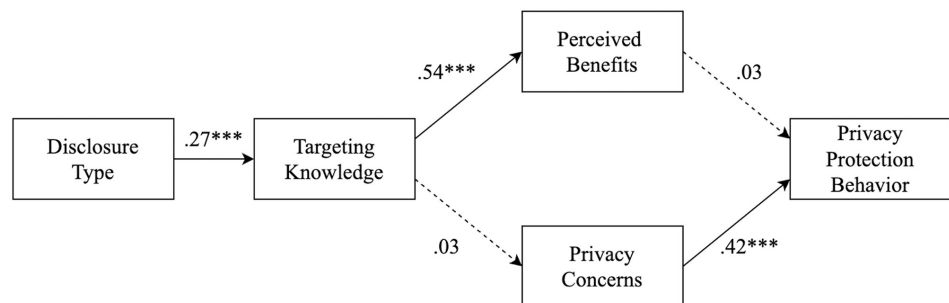 Perceived
Benefits
.54***
.03
Disclosure
Type
.27***
Targeting
Knowledge
Privacy
Protection
Behavior
.03
Privacy
Concerns
.42***